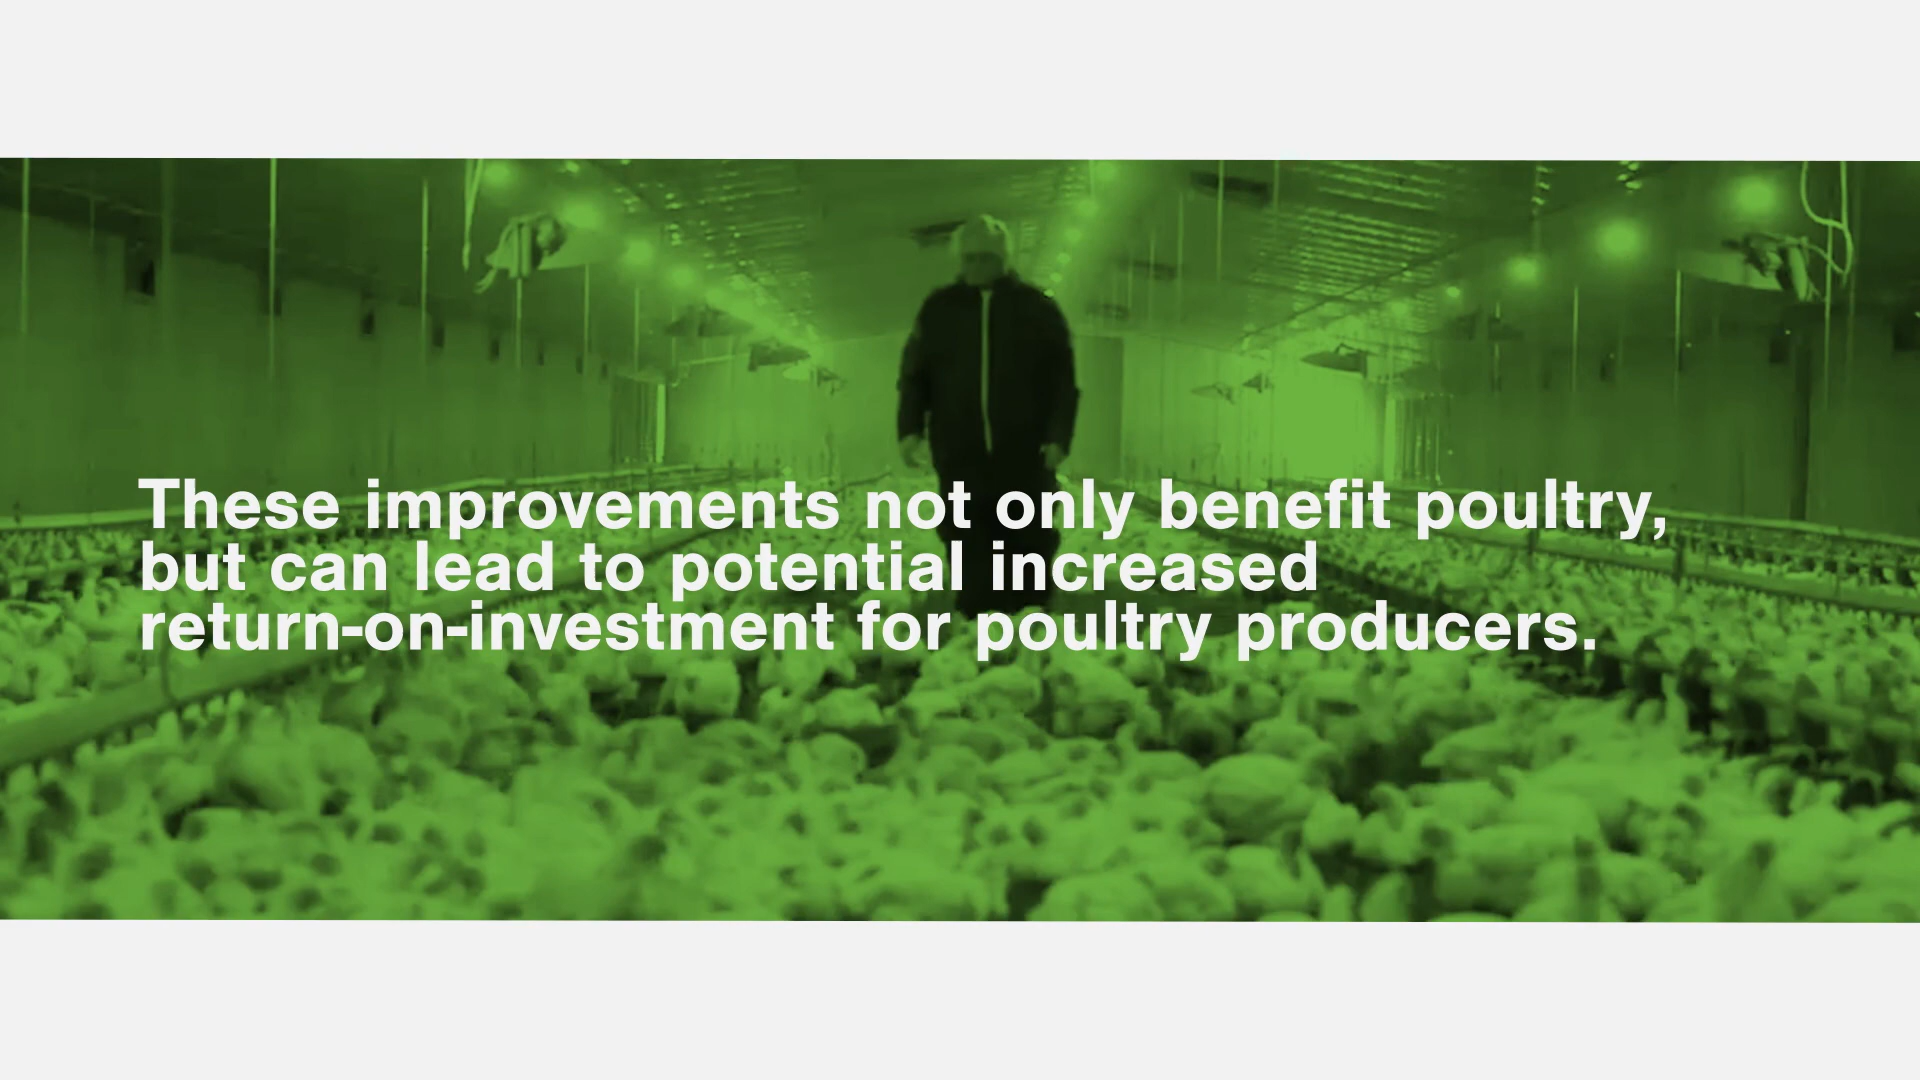 These improvements not only benefit poultry,
but can lead to potential increased
return-on-investment for poultry producers.